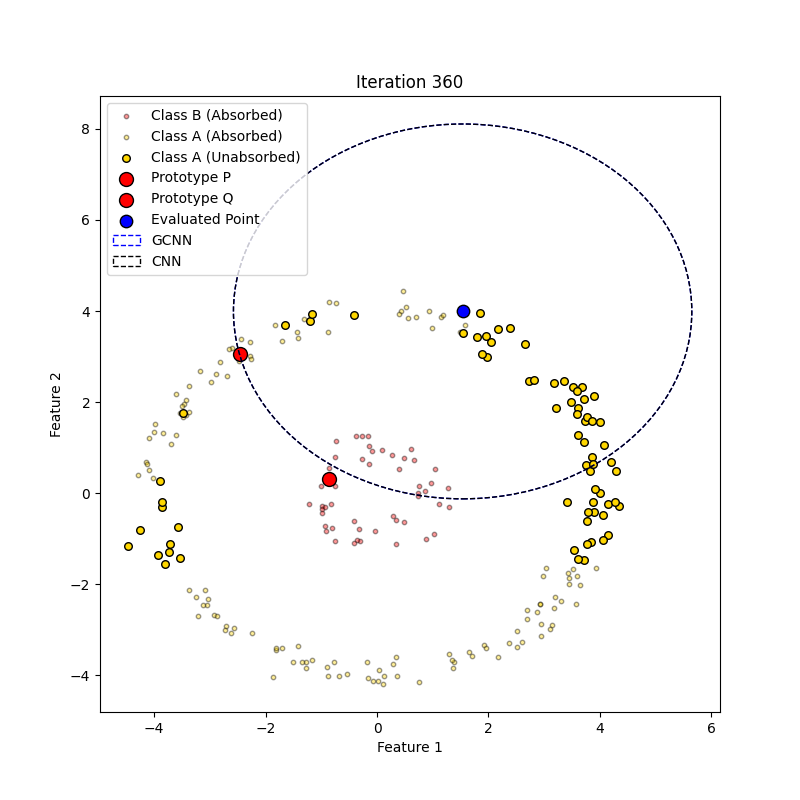 Iteration 360
Class B (Absorbed)
Class A (Absorbed)
Class A (Unabsorbed)
Prototype P
Prototype Q
Evaluated Point
GCNN
CNN
Feature 2
8
6
4
2
0
−2
−4
−4 −2 0 2 4 6
Feature 1